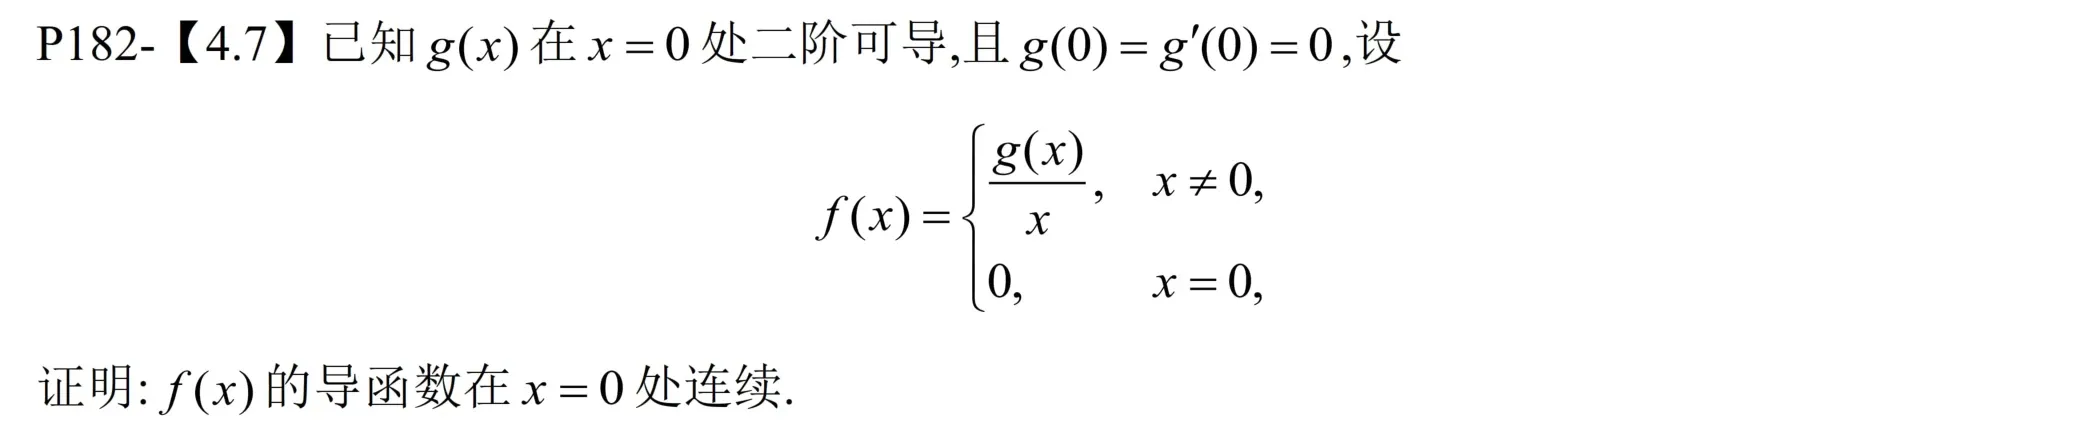 P182-【4.7】已知 g(x) 在 x = 0 处二阶可导,且 g(0) = g′(0) = 0,设
f(x) = { g(x)/x, x ≠ 0,
0, x = 0,
证明: f(x) 的导函数在 x = 0 处连续.